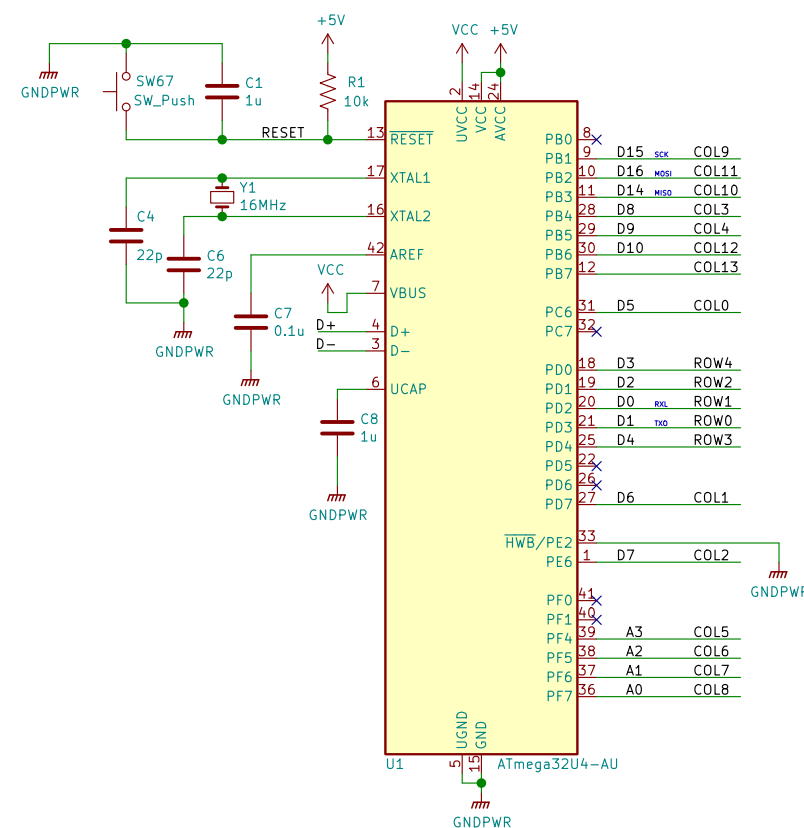 +5V
VCC +5V
GNDPWR
SW67
SW_Push
C1
1u
R1
10k
2 14 24
UVCC VCC AVCC
RESET 13 RESET
17 XTAL1
Y1
16MHz
16 XTAL2
C4
22p
C6
22p
42 AREF
VCC
7 VBUS
C7
0.1u
D+ 4 D+
D- 3 D-
GNDPWR
GNDPWR
6 UCAP
C8
1u
GNDPWR
PB0 8
PB1 9 D15 SCK COL9
PB2 10 D16 MOSI COL11
PB3 11 D14 MISO COL10
PB4 28 D8 COL3
PB5 29 D9 COL4
PB6 30 D10 COL12
PB7 12 COL13
PC6 31 D5 COL0
PC7 32
PD0 18 D3 ROW4
PD1 19 D2 ROW2
PD2 20 D0 RXL ROW1
PD3 21 D1 TXO ROW0
PD4 25 D4 ROW3
PD5 22
PD6 26
PD7 27 D6 COL1
HWB/PE2 33
PE6 1 D7 COL2
GNDPWR
PF0 41
PF1 40
PF4 39 A3 COL5
PF5 38 A2 COL6
PF6 37 A1 COL7
PF7 36 A0 COL8
UGND GND
5 15
U1
ATmega32U4-AU
GNDPWR